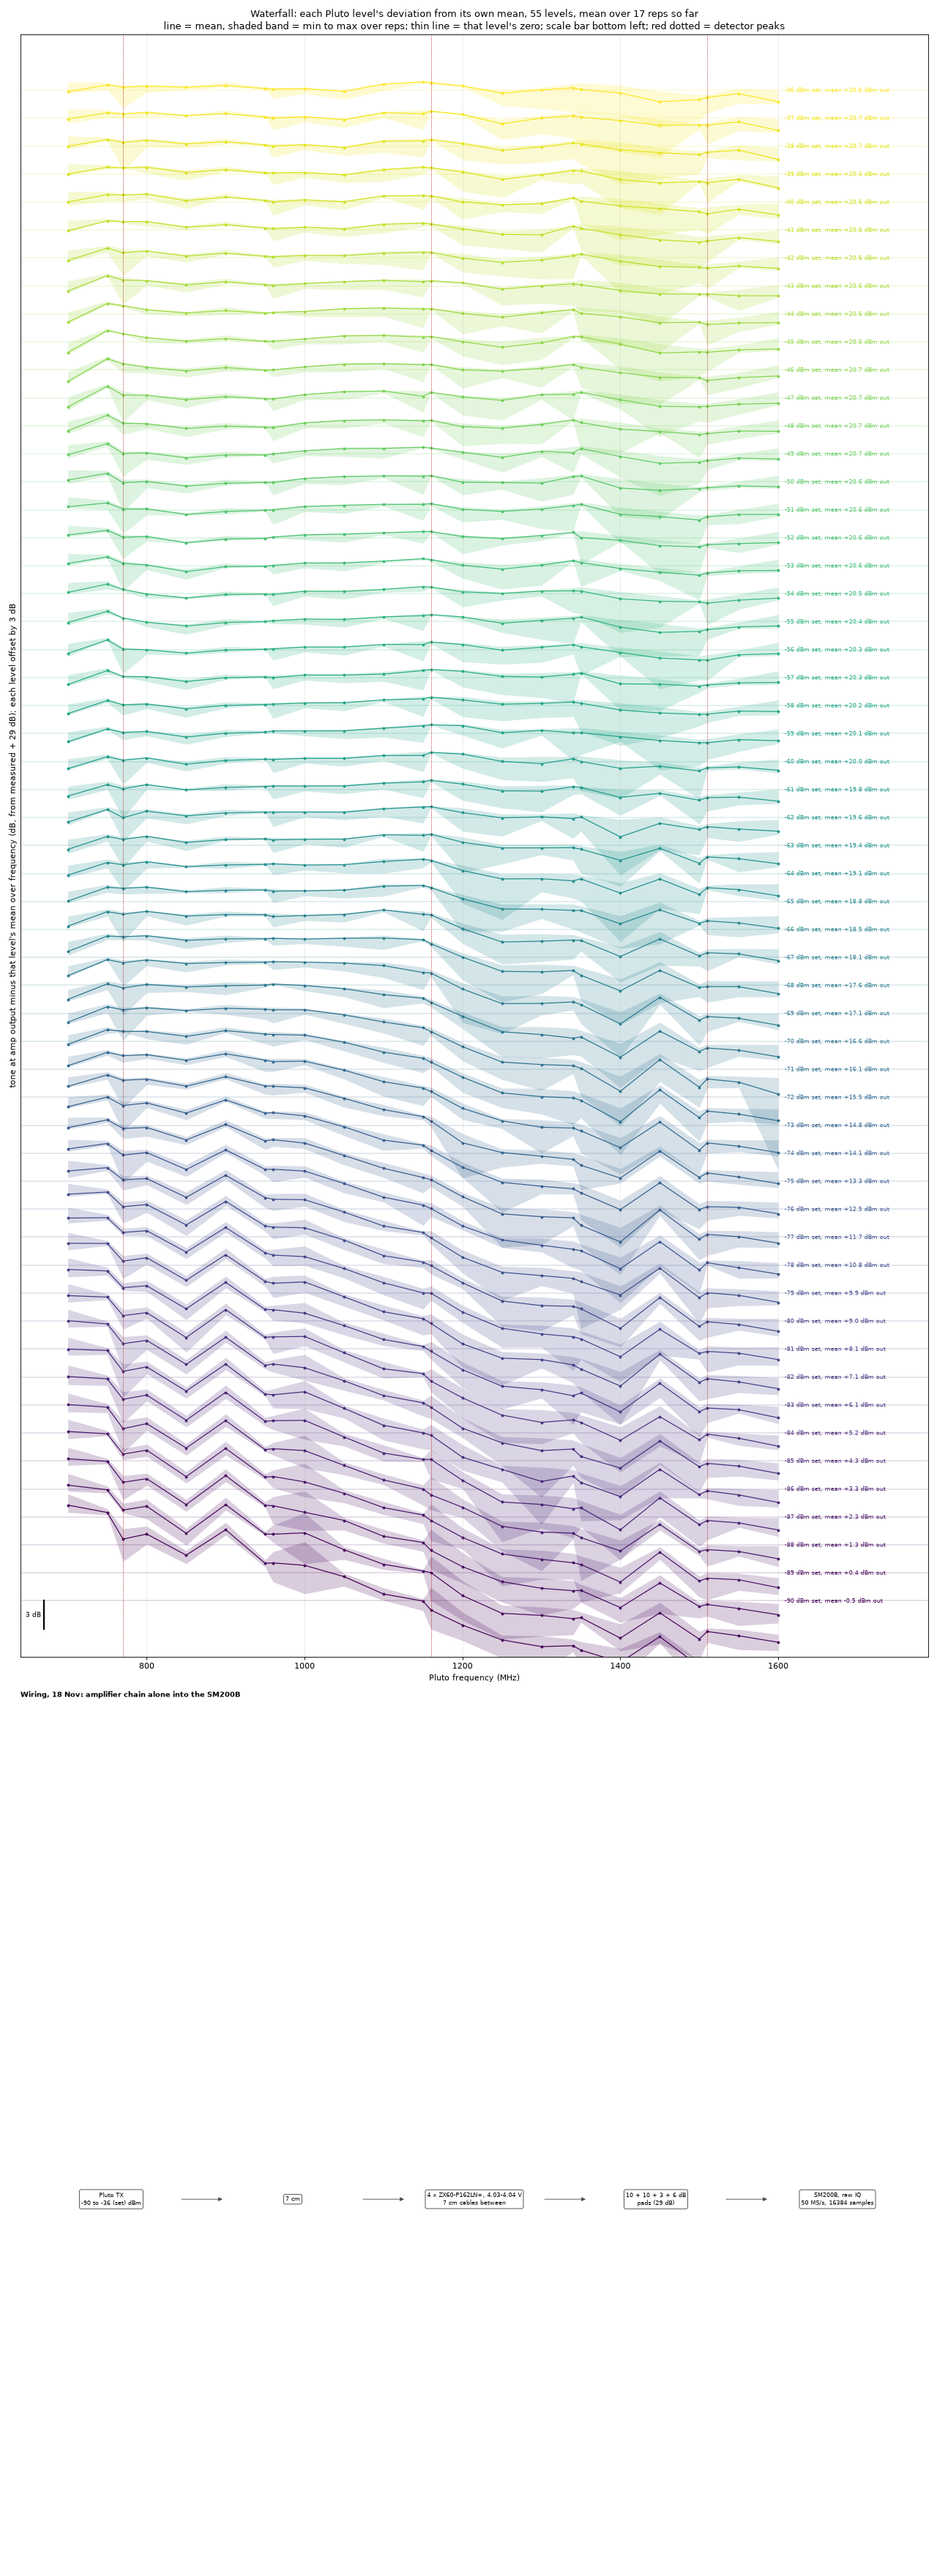 Waterfall: each Pluto level's deviation from its own mean, 55 levels, mean over 17 reps so far
line = mean, shaded band = min to max over reps; thin line = that level's zero; scale bar bottom left; red dotted = detector peaks
tone at amp output minus that level's mean over frequency (dB, from measured + 29 dB); each level offset by 3 dB
-36 dBm set, mean +20.6 dBm out
-37 dBm set, mean +20.7 dBm out
-38 dBm set, mean +20.7 dBm out
-39 dBm set, mean +20.6 dBm out
-40 dBm set, mean +20.6 dBm out
-41 dBm set, mean +20.6 dBm out
-42 dBm set, mean +20.6 dBm out
-43 dBm set, mean +20.6 dBm out
-44 dBm set, mean +20.6 dBm out
-45 dBm set, mean +20.6 dBm out
-46 dBm set, mean +20.7 dBm out
-47 dBm set, mean +20.7 dBm out
-48 dBm set, mean +20.7 dBm out
-49 dBm set, mean +20.7 dBm out
-50 dBm set, mean +20.6 dBm out
-51 dBm set, mean +20.6 dBm out
-52 dBm set, mean +20.6 dBm out
-53 dBm set, mean +20.6 dBm out
-54 dBm set, mean +20.5 dBm out
-55 dBm set, mean +20.4 dBm out
-56 dBm set, mean +20.3 dBm out
-57 dBm set, mean +20.3 dBm out
-58 dBm set, mean +20.2 dBm out
-59 dBm set, mean +20.1 dBm out
-60 dBm set, mean +20.0 dBm out
-61 dBm set, mean +19.8 dBm out
-62 dBm set, mean +19.6 dBm out
-63 dBm set, mean +19.4 dBm out
-64 dBm set, mean +19.1 dBm out
-65 dBm set, mean +18.8 dBm out
-66 dBm set, mean +18.5 dBm out
-67 dBm set, mean +18.1 dBm out
-68 dBm set, mean +17.6 dBm out
-69 dBm set, mean +17.1 dBm out
-70 dBm set, mean +16.6 dBm out
-71 dBm set, mean +16.1 dBm out
-72 dBm set, mean +15.5 dBm out
-73 dBm set, mean +14.8 dBm out
-74 dBm set, mean +14.1 dBm out
-75 dBm set, mean +13.3 dBm out
-76 dBm set, mean +12.5 dBm out
-77 dBm set, mean +11.7 dBm out
-78 dBm set, mean +10.8 dBm out
-79 dBm set, mean +9.9 dBm out
-80 dBm set, mean +9.0 dBm out
-81 dBm set, mean +8.1 dBm out
-82 dBm set, mean +7.1 dBm out
-83 dBm set, mean +6.1 dBm out
-84 dBm set, mean +5.2 dBm out
-85 dBm set, mean +4.3 dBm out
-86 dBm set, mean +3.3 dBm out
-87 dBm set, mean +2.3 dBm out
-88 dBm set, mean +1.3 dBm out
-89 dBm set, mean +0.4 dBm out
-90 dBm set, mean -0.5 dBm out
3 dB
800 1000 1200 1400 1600
Pluto frequency (MHz)
Wiring, 18 Nov: amplifier chain alone into the SM200B
Pluto TX
-90 to -36 (set) dBm
7 cm
4 x ZX60-P162LN+, 4.03-4.04 V
7 cm cables between
10 + 10 + 3 + 6 dB
pads (29 dB)
SM200B, raw IQ
50 MS/s, 16384 samples